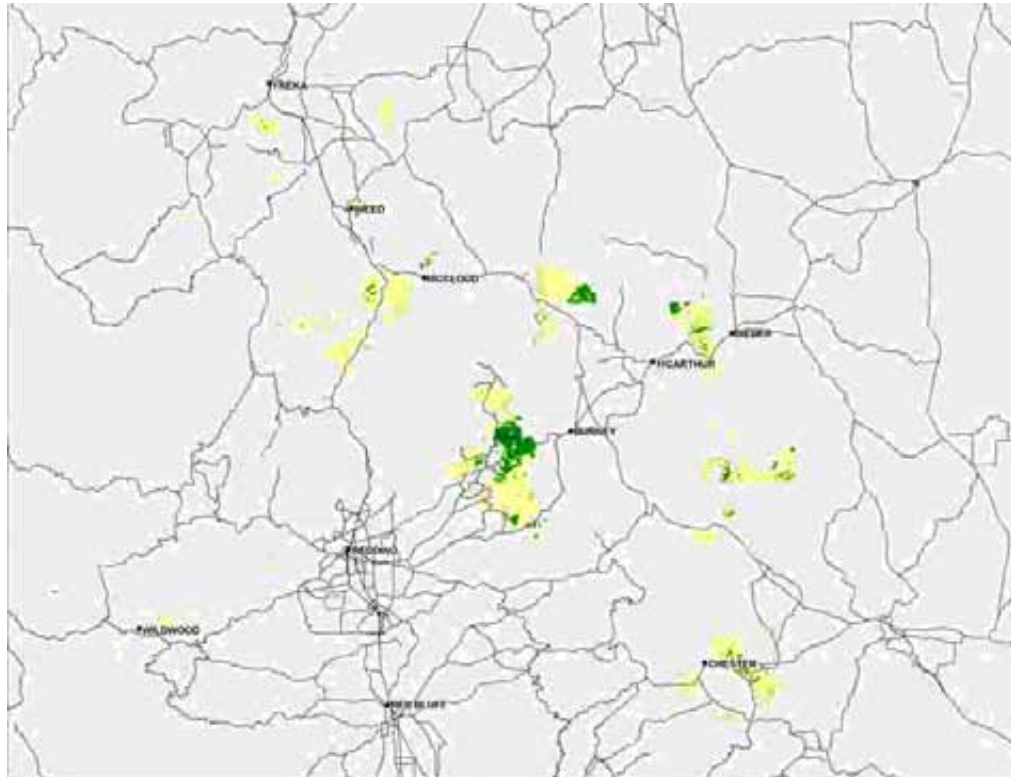 YREKA
WEED
MCCLOUD
BIEBER
MCARTHUR
BURNEY
REDDING
WILDWOOD
CHESTER
RED BLUFF